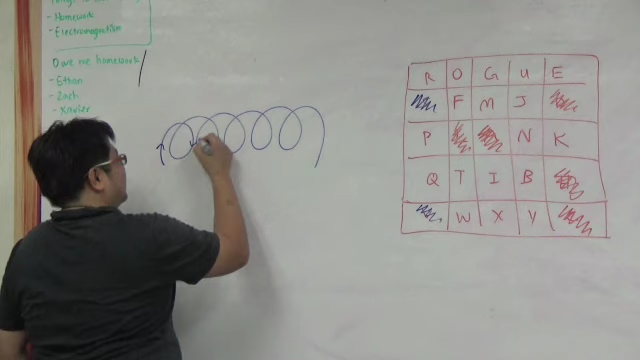 - Homework
- Electromagnetism
Owe me homework
- Ethan
- Zach
- Xavier
R O G U E
F M J
P N K
Q T I B
W X Y